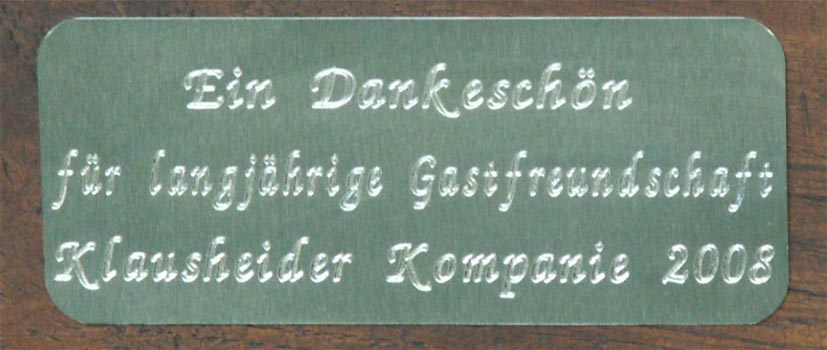 Ein Dankeschön
für langjährige Gastfreundschaft
Klausheider Kompanie 2008